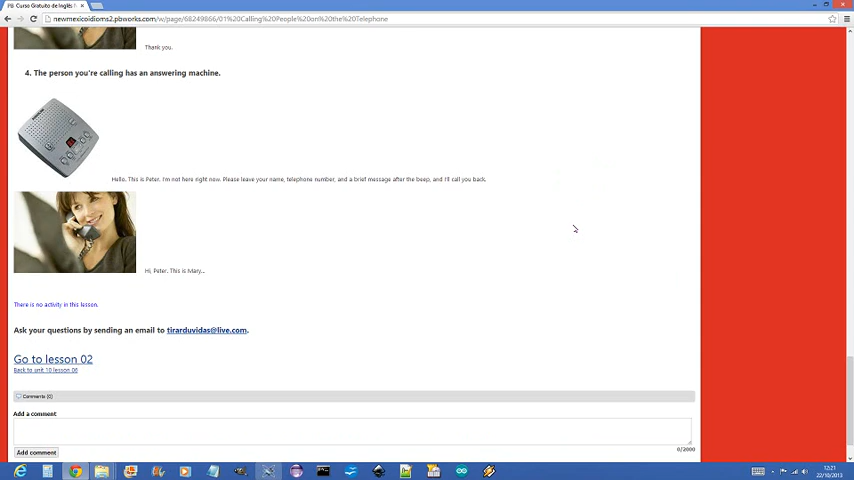 PB Curso Gratuito de Inglês N
newmexicoidioms2.pbworks.com/w/page/68249866/01%20Calling%20People%20on%20the%20Telephone
Thank you.
4. The person you're calling has an answering machine.
Hello. This is Peter. I'm not here right now. Please leave your name, telephone number, and a brief message after the beep, and I'll call you back.
Hi, Peter. This is Mary...
There is no activity in this lesson.
Ask your questions by sending an email to tirarduvidas@live.com.
Go to lesson 02
Back to unit 10 lesson 08
Comments (0)
Add a comment
0/2000
Add comment
12:21
22/10/2013